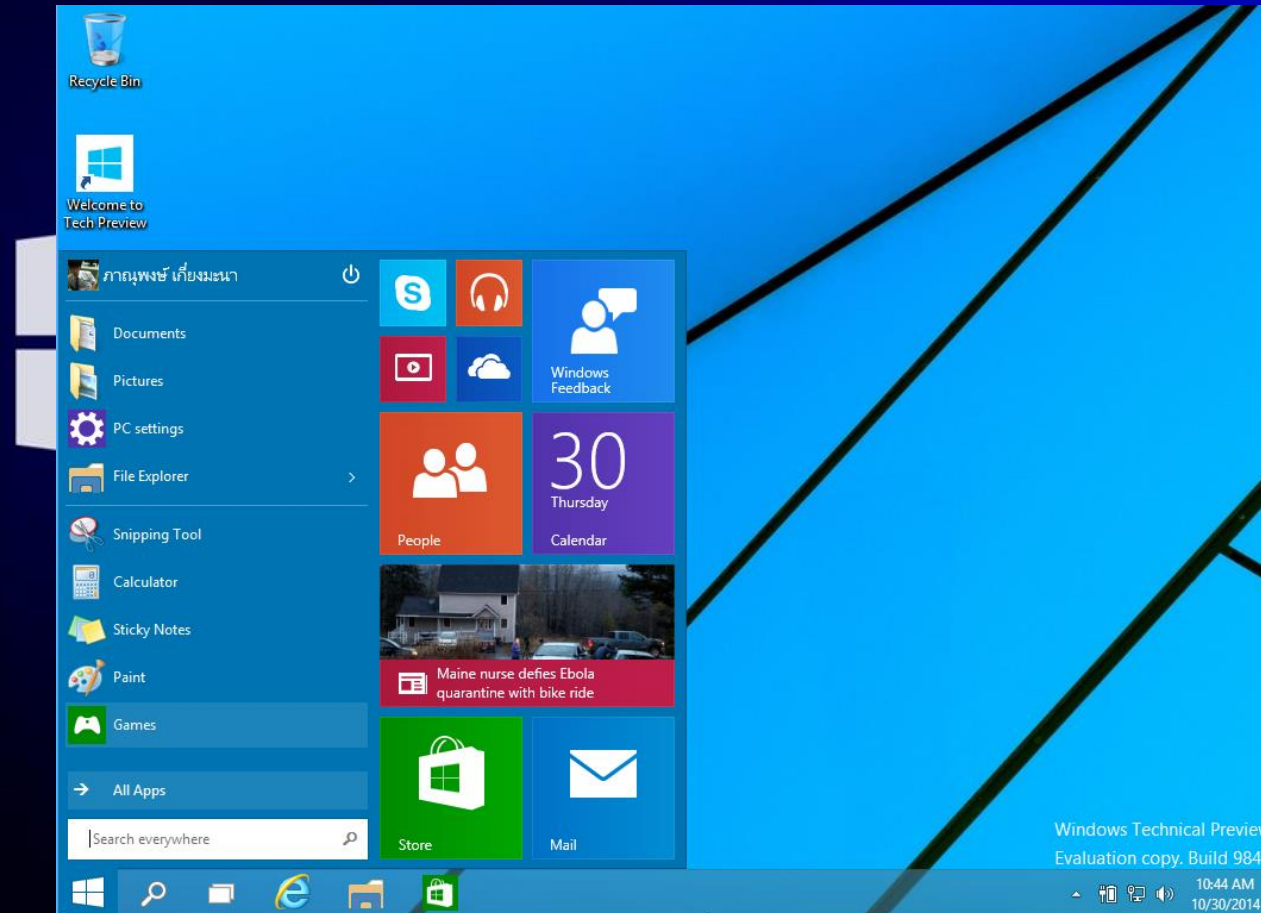 Recycle Bin
Welcome to
Tech Preview
ภาณุพงษ์ เกี่ยงมะนา
Documents
Pictures
PC settings
File Explorer
Snipping Tool
Calculator
Sticky Notes
Paint
Games
All Apps
Search everywhere
S
Windows
Feedback
People
30
Thursday
Calendar
Maine nurse defies Ebola
quarantine with bike ride
Store
Mail
Windows Technical Preview
Evaluation copy. Build 984
10:44 AM
10/30/2014